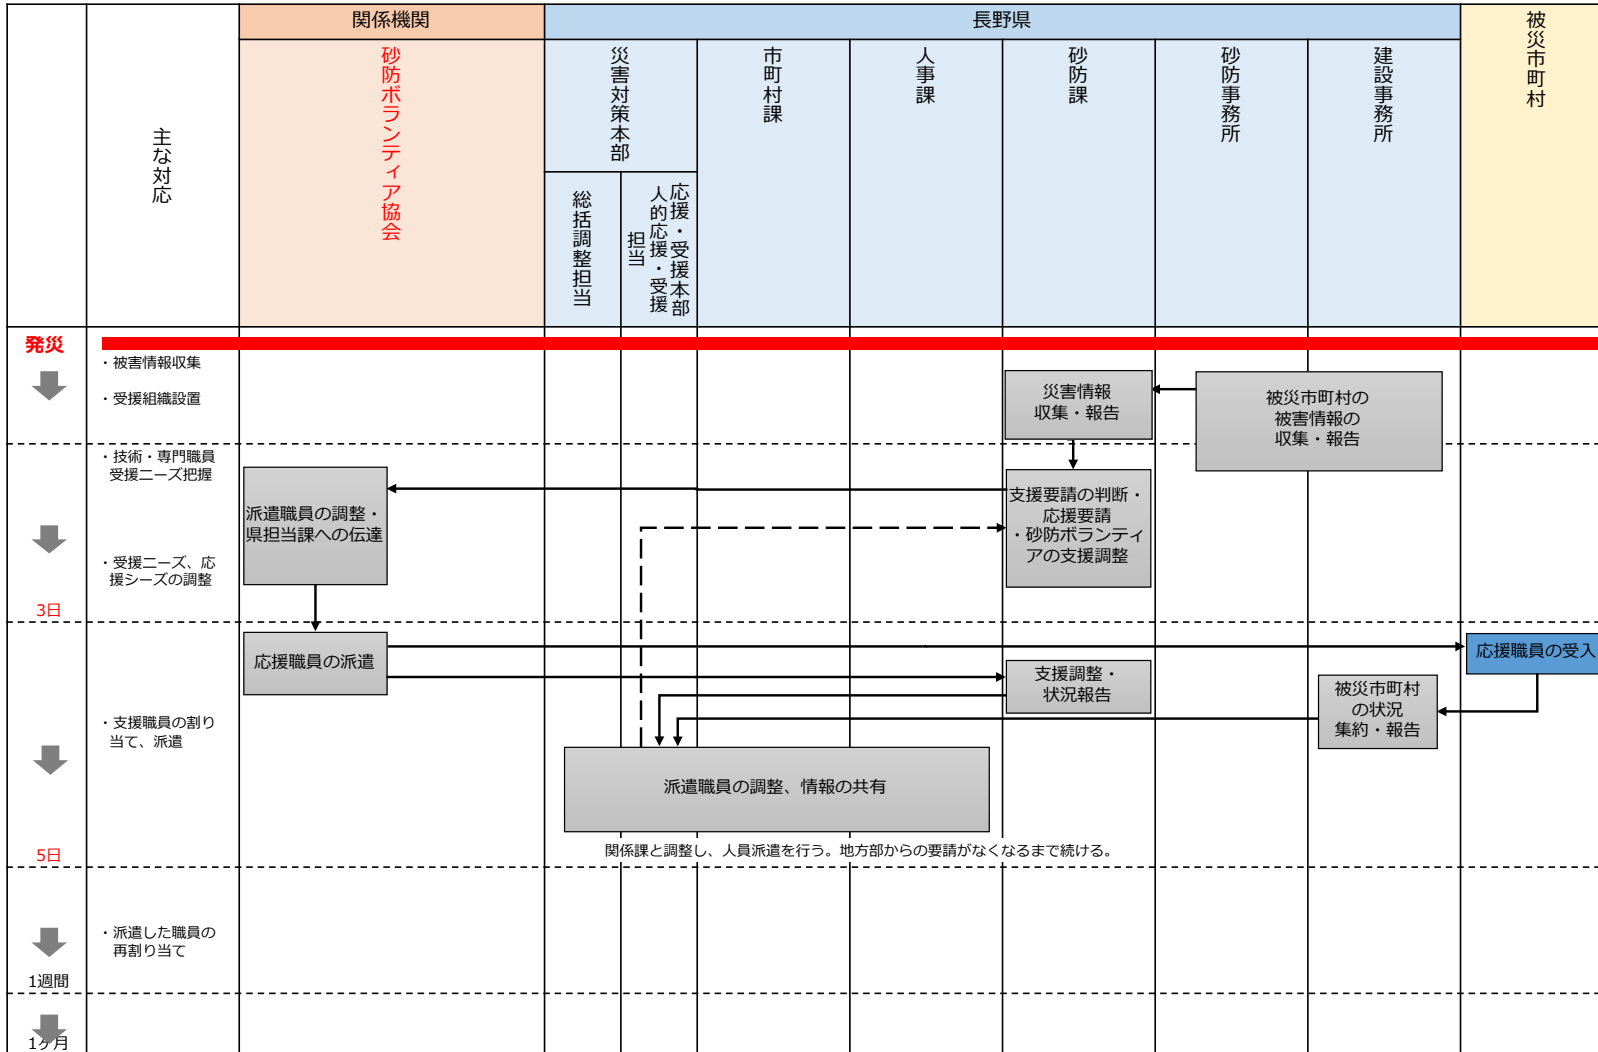 関係機関
長野県
被災市町村
主な対応
砂防ボランティア協会
災害対策本部
市町村課
人事課
砂防課
砂防事務所
建設事務所
総括調整担当
応援・受援本部
人的応援・受援
担当
発災
・被害情報収集
・受援組織設置
災害情報
収集・報告
被災市町村の
被害情報の
収集・報告
・技術・専門職員
受援ニーズ把握
・受援ニーズ、応
援シーズの調整
3日
派遣職員の調整・
県担当課への伝達
支援要請の判断・
応援要請
・砂防ボランティ
アの支援調整
応援職員の派遣
応援職員の受入
支援調整・
状況報告
被災市町村
の状況
集約・報告
・支援職員の割り
当て、派遣
派遣職員の調整、情報の共有
関係課と調整し、人員派遣を行う。地方部からの要請がなくなるまで続ける。
5日
・派遣した職員の
再割り当て
1週間
1ヶ月